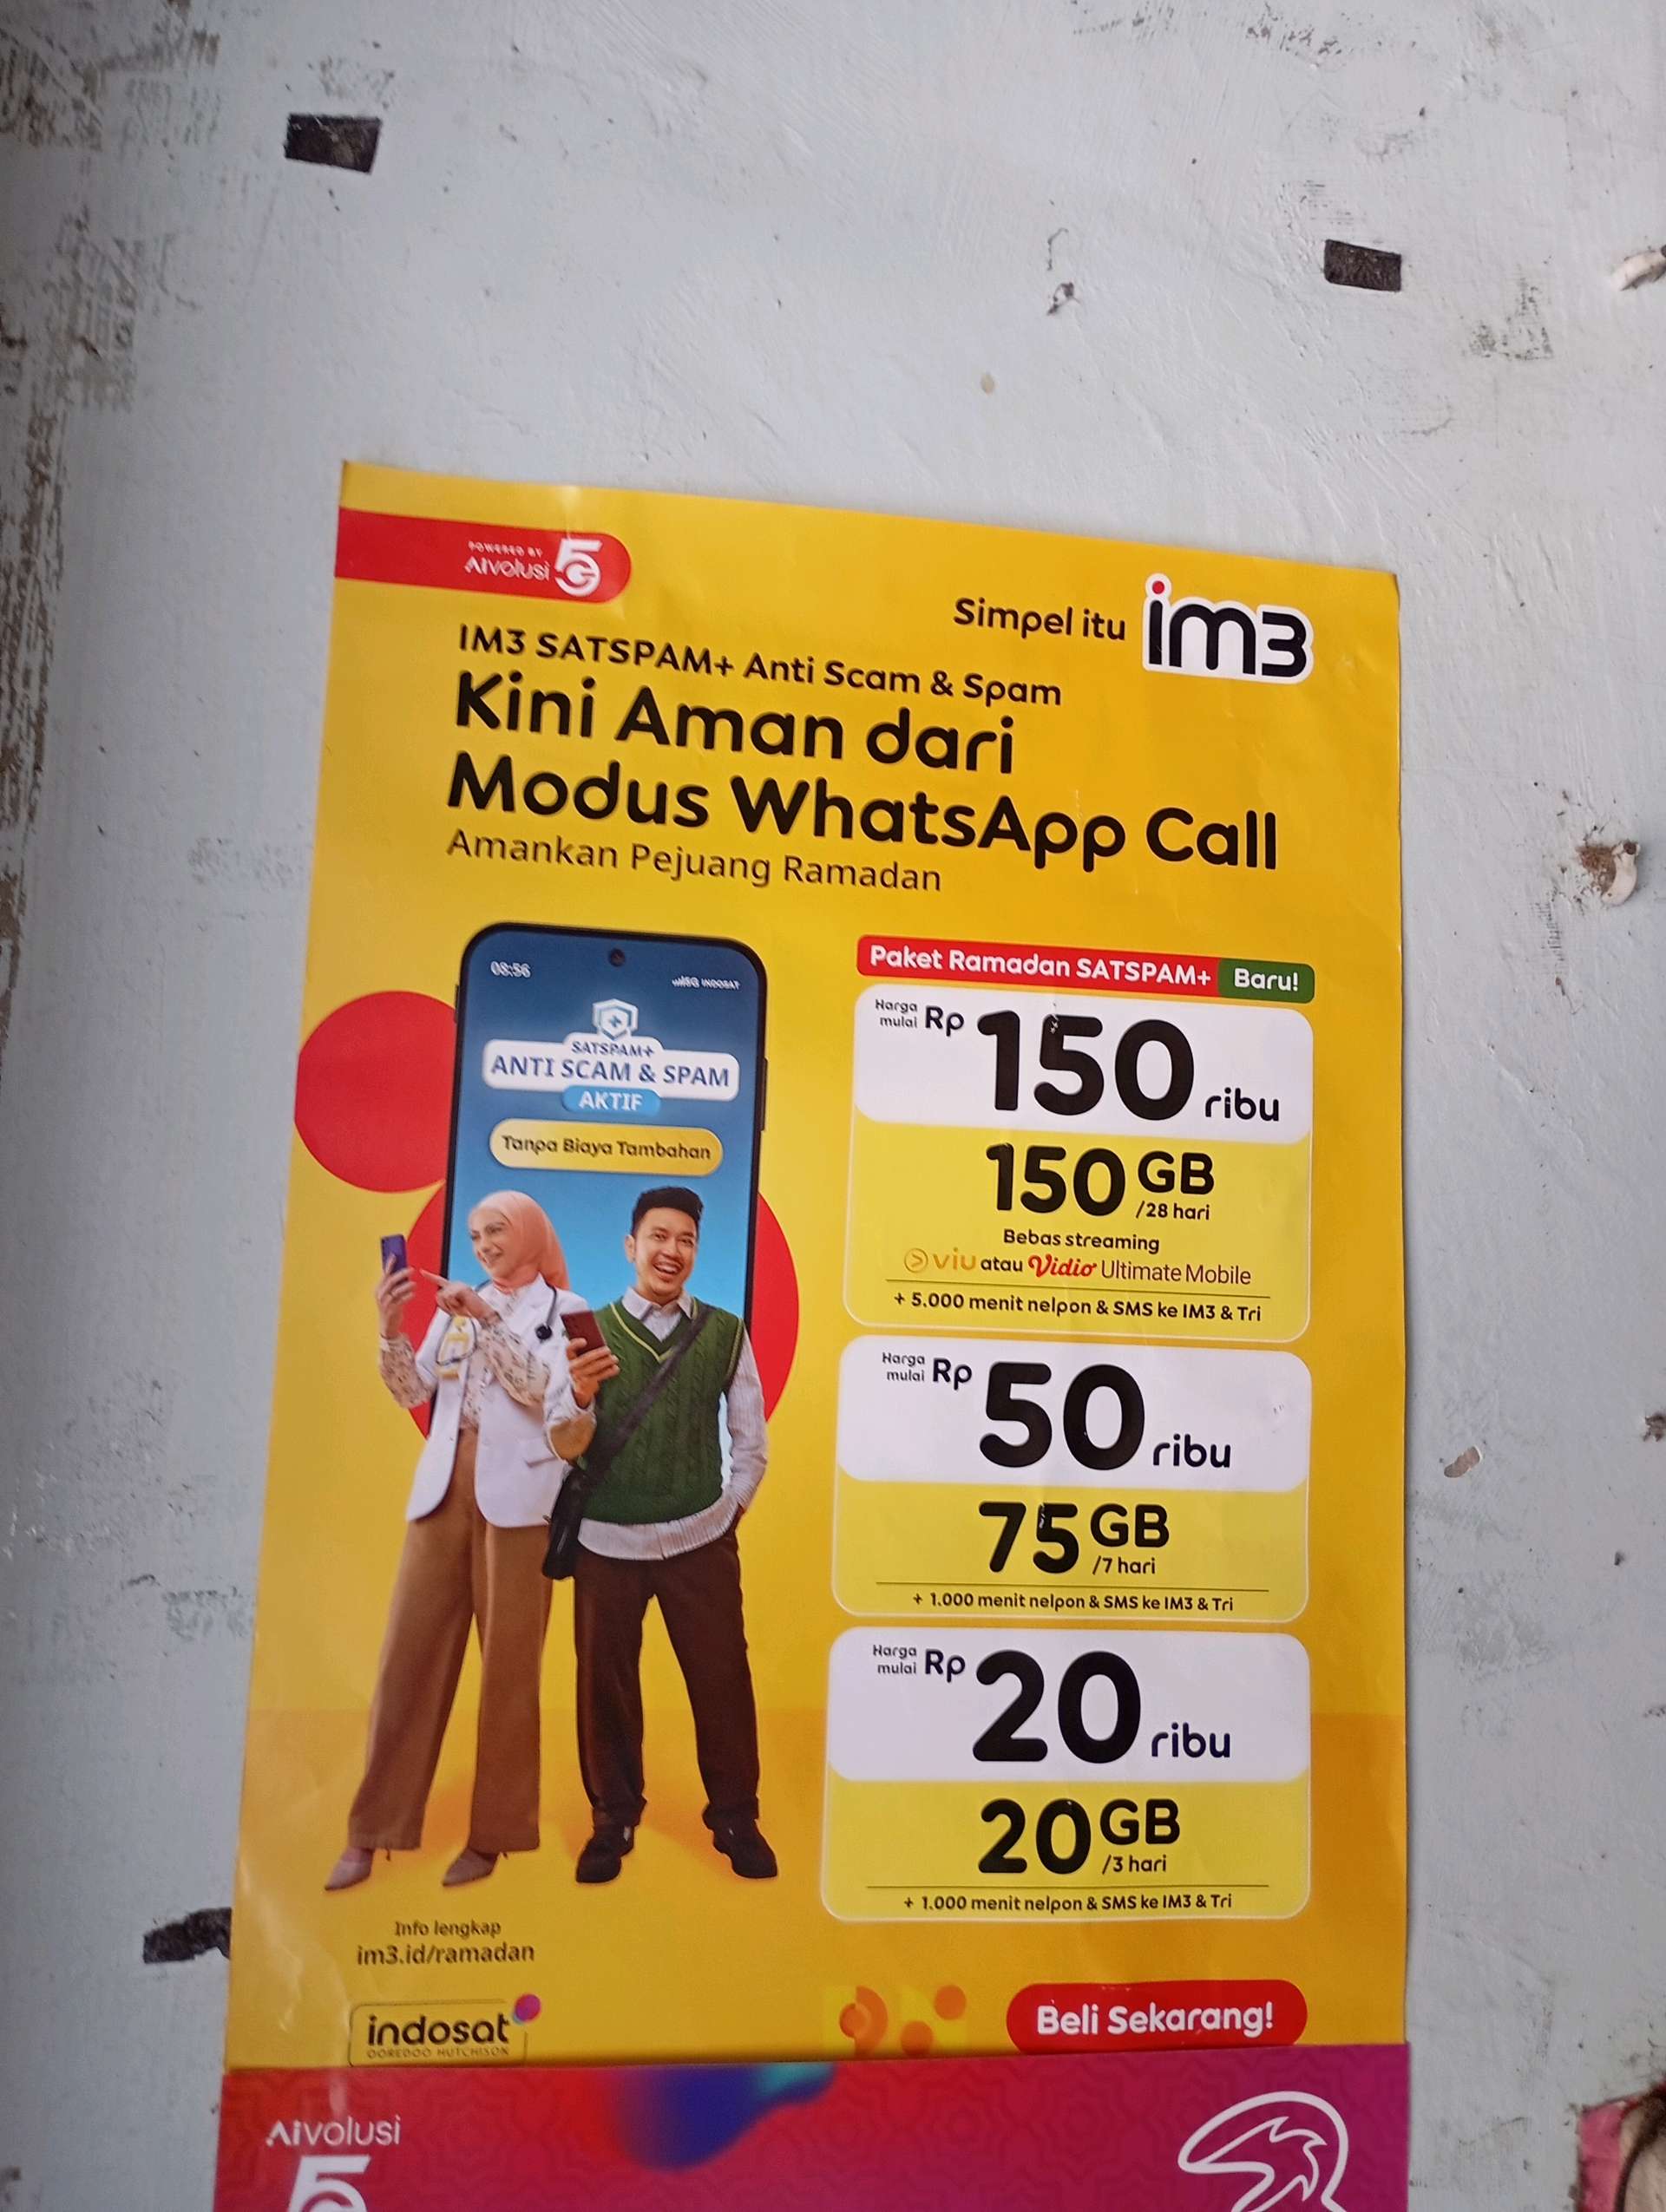 POWERED BY
AIvolusi 5G
Simpel itu im3
IM3 SATSPAM+ Anti Scam & Spam
Kini Aman dari
Modus WhatsApp Call
Amankan Pejuang Ramadan
08:56
5G INDOSAT
SATSPAM+
ANTI SCAM & SPAM
AKTIF
Tanpa Biaya Tambahan
Paket Ramadan SATSPAM+ Baru!
Harga
mulai Rp 150 ribu
150 GB
/28 hari
Bebas streaming
viu atau Vidio Ultimate Mobile
+ 5.000 menit nelpon & SMS ke IM3 & Tri
Harga
mulai Rp 50 ribu
75 GB
/7 hari
+ 1.000 menit nelpon & SMS ke IM3 & Tri
Harga
mulai Rp 20 ribu
20 GB
/3 hari
+ 1.000 menit nelpon & SMS ke IM3 & Tri
Info lengkap
im3.id/ramadan
indosat
OOREDOO HUTCHISON
Beli Sekarang!
AIvolusi
5G